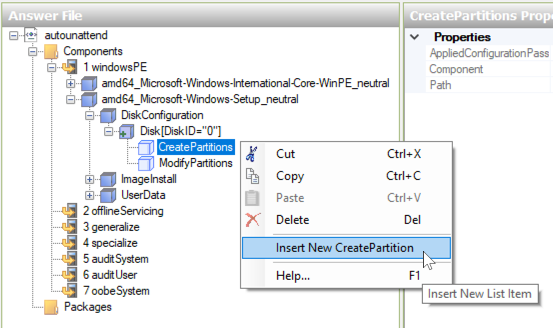 Answer File
CreatePartitions Prope
autounattend
Properties
Components
AppliedConfigurationPass
1 windowsPE
Component
amd64_Microsoft-Windows-International-Core-WinPE_neutral
Path
amd64_Microsoft-Windows-Setup_neutral
DiskConfiguration
Disk[DiskID="0"]
CreatePartitions
ModifyPartitions
ImageInstall
UserData
2 offlineServicing
3 generalize
4 specialize
5 auditSystem
6 auditUser
7 oobeSystem
Packages
Cut Ctrl+X
Copy Ctrl+C
Paste Ctrl+V
Delete Del
Insert New CreatePartition
Help... F1
Insert New List Item